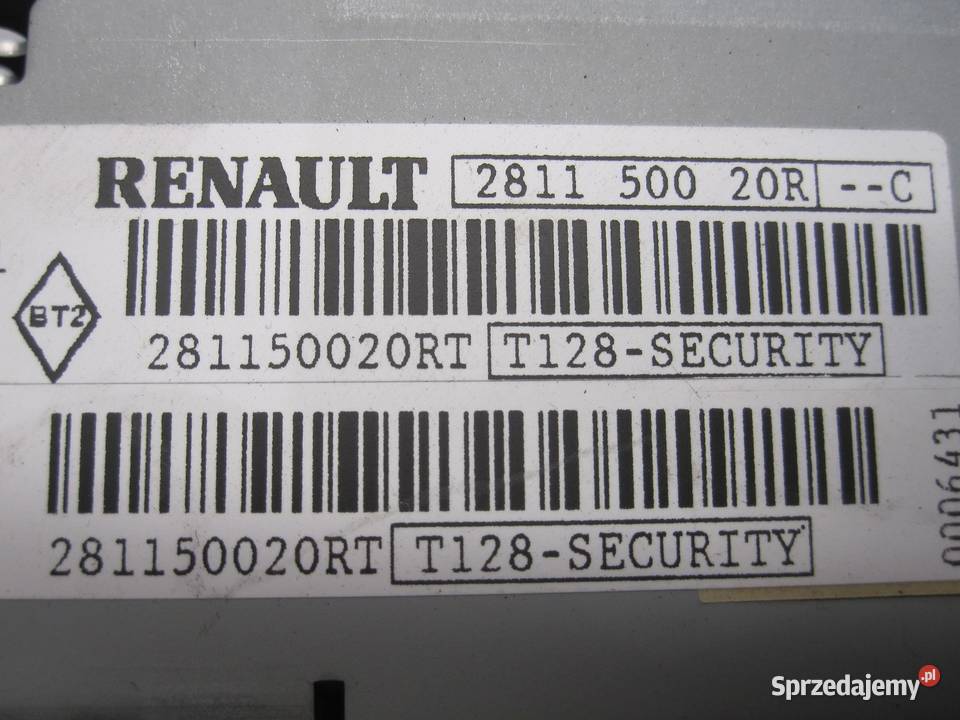 RENAULT 2811 500 20R --C
BT2
281150020RT T128-SECURITY
281150020RT T128-SECURITY
0006431
Sprzedajemy.pl